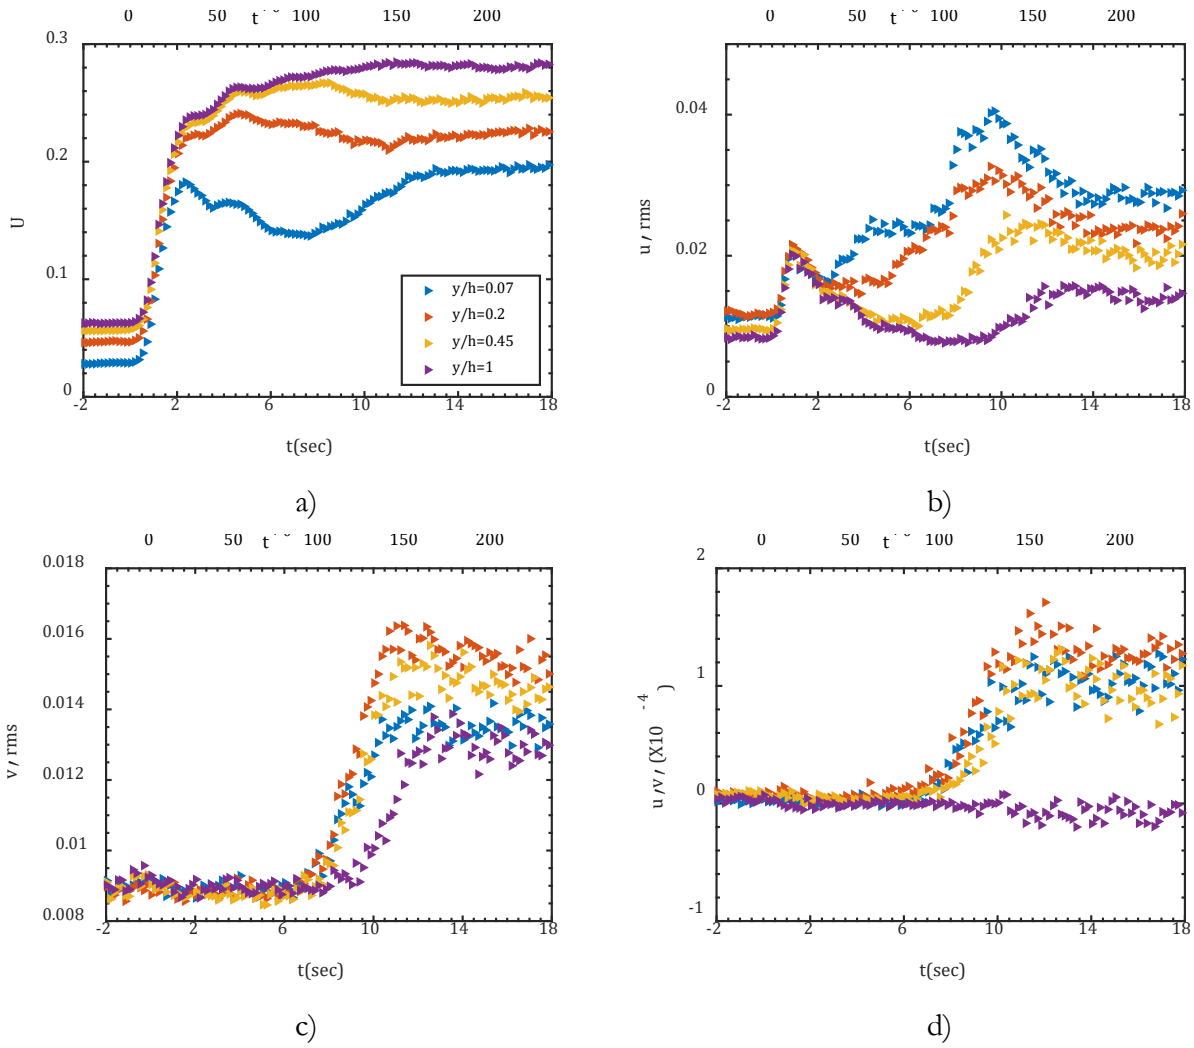 0 50 t 100 150 200
0.3
0.2
0.1
0
U
y/h=0.07
y/h=0.2
y/h=0.45
y/h=1
-2 2 6 10 14 18
t(sec)
a)
0 50 t 100 150 200
0.04
0.02
0
u′rms
-2 2 6 10 14 18
t(sec)
b)
0 50 t 100 150 200
0.018
0.016
0.014
0.012
0.01
0.008
v′rms
-2 2 6 10 14 18
t(sec)
c)
0 50 t 100 150 200
2
1
0
-1
u′v′(X10-4)
-2 2 6 10 14 18
t(sec)
d)